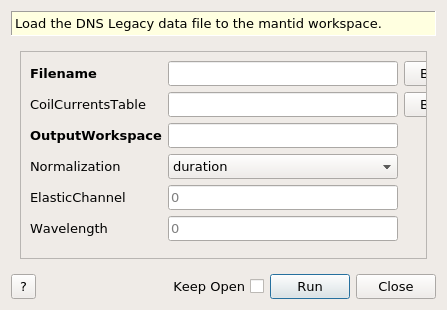 Load the DNS Legacy data file to the mantid workspace.
Filename
CoilCurrentsTable
OutputWorkspace
Normalization duration
ElasticChannel 0
Wavelength 0
? Keep Open Run Close